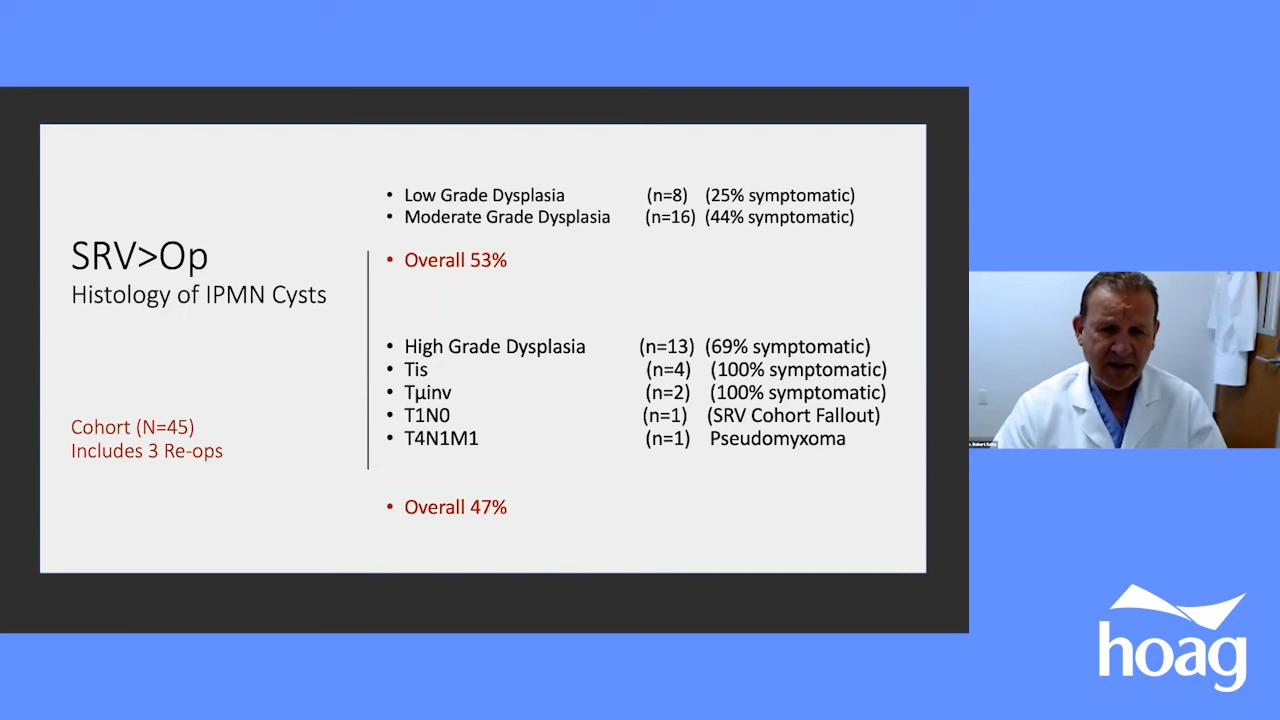 SRV>Op
Histology of IPMN Cysts
Cohort (N=45)
Includes 3 Re-ops
• Low Grade Dysplasia (n=8) (25% symptomatic)
• Moderate Grade Dysplasia (n=16) (44% symptomatic)
• Overall 53%
• High Grade Dysplasia (n=13) (69% symptomatic)
• Tis (n=4) (100% symptomatic)
• Tμinv (n=2) (100% symptomatic)
• T1N0 (n=1) (SRV Cohort Fallout)
• T4N1M1 (n=1) Pseudomyxoma
• Overall 47%
Robert Selby
hoag